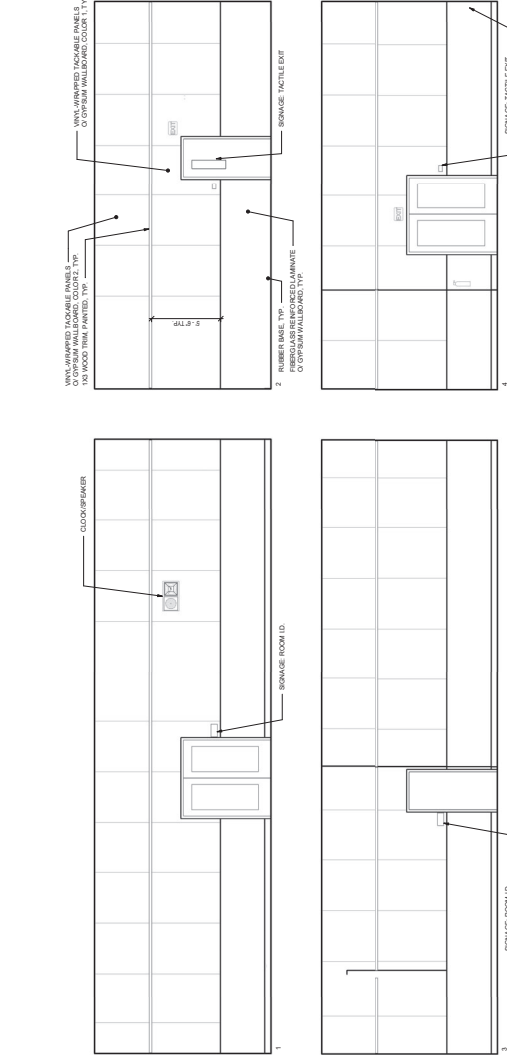 VINYL-WRAPPED TACKABLE PANELS
O/ GYPSUM WALLBOARD, COLOR 2, TYP.
1X3 WOOD TRIM, PAINTED, TYP.
VINYL-WRAPPED TACKABLE PANELS
O/ GYPSUM WALLBOARD, COLOR 1, TY
EXIT
5' - 6" TYP.
SIGNAGE: TACTILE EXIT
2
RUBBER BASE, TYP.
FIBERGLASS REINFORCED LAMINATE
O/ GYPSUM WALLBOARD, TYP.
EXIT
SIGNAGE: TACTILE EXIT
4
CLOCK/SPEAKER
SIGNAGE: ROOM I.D.
1
SIGNAGE: ROOM I.D.
3